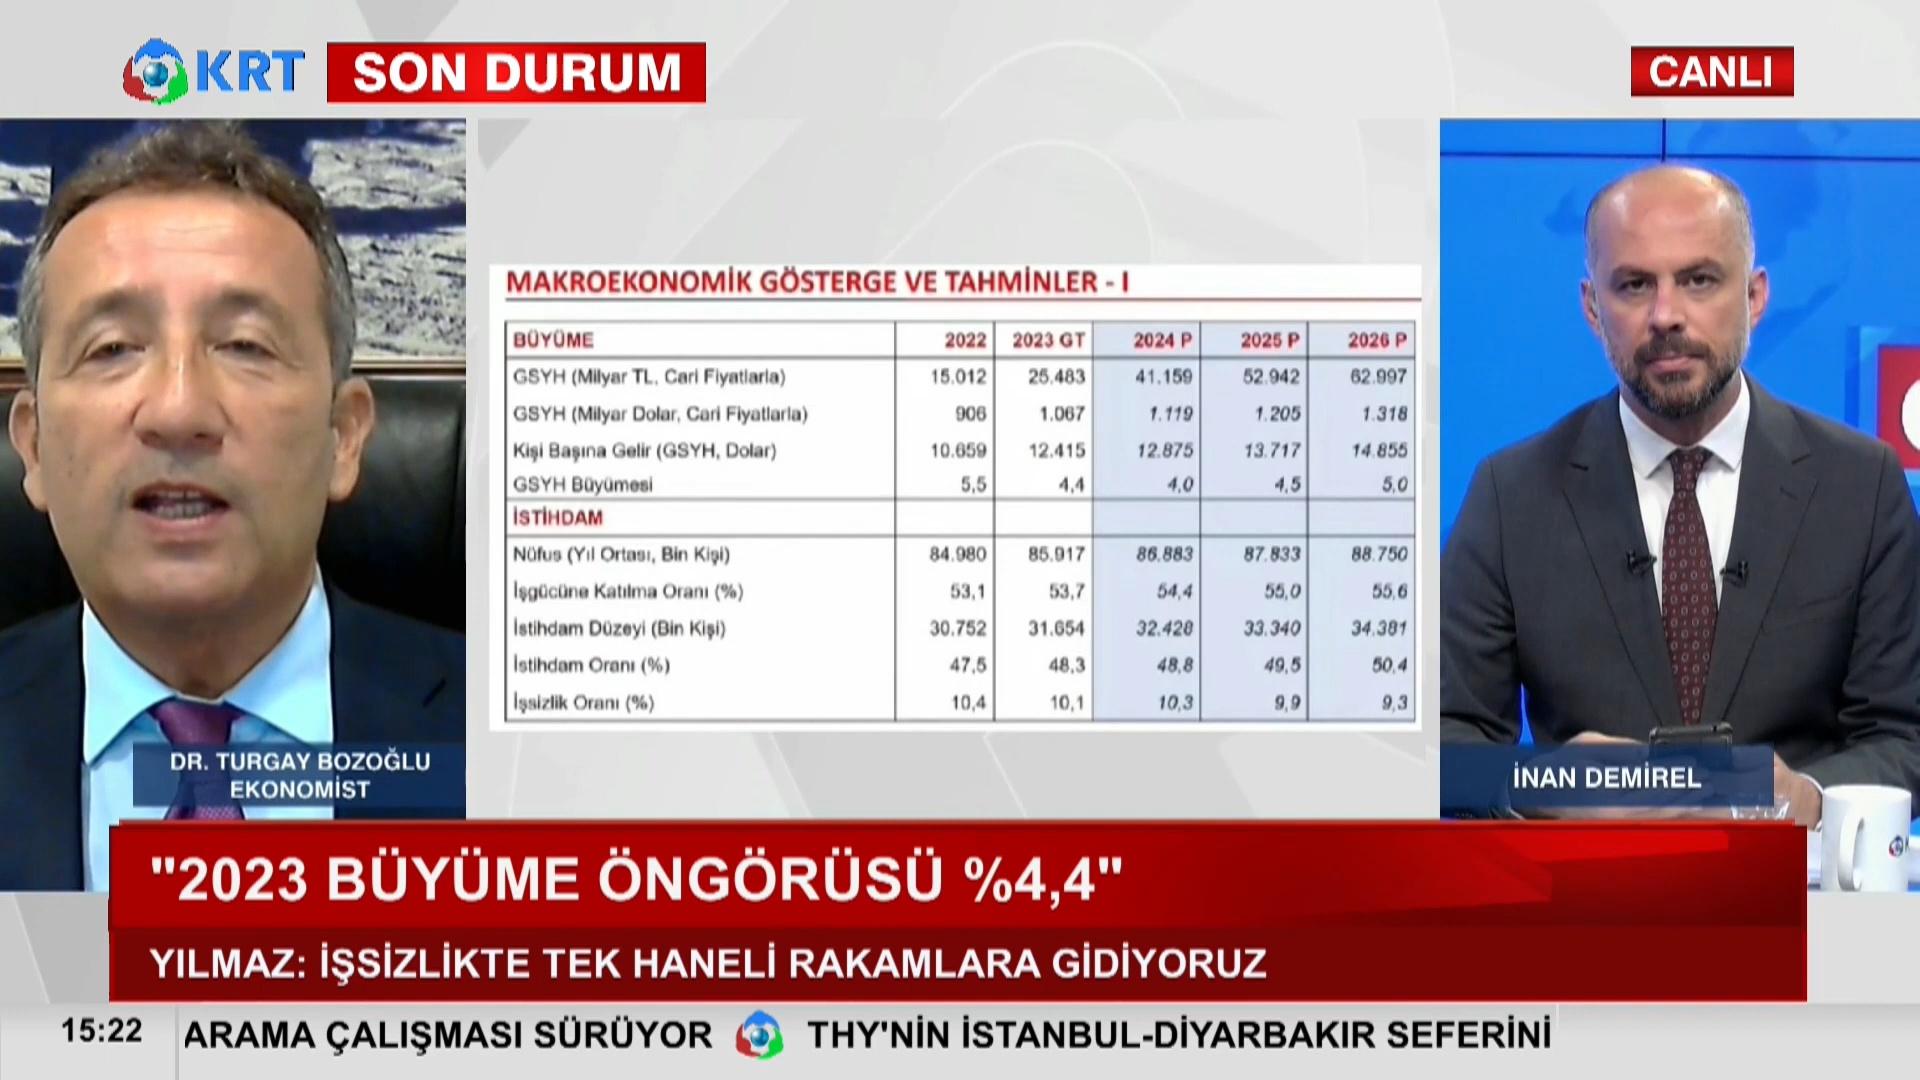 KRT SON DURUM
CANLI
MAKROEKONOMİK GÖSTERGE VE TAHMİNLER - I
BÜYÜME 2022 2023 GT 2024 P 2025 P 2026 P
GSYH (Milyar TL, Cari Fiyatlarla) 15.012 25.483 41.159 52.942 62.997
GSYH (Milyar Dolar, Cari Fiyatlarla) 906 1.067 1.119 1.205 1.318
Kişi Başına Gelir (GSYH, Dolar) 10.659 12.415 12.875 13.717 14.855
GSYH Büyümesi 5,5 4,4 4,0 4,5 5,0
İSTİHDAM
Nüfus (Yıl Ortası, Bin Kişi) 84.980 85.917 86.883 87.833 88.750
İşgücüne Katılma Oranı (%) 53,1 53,7 54,4 55,0 55,6
İstihdam Düzeyi (Bin Kişi) 30.752 31.654 32.428 33.340 34.381
İstihdam Oranı (%) 47,5 48,3 48,8 49,5 50,4
İşsizlik Oranı (%) 10,4 10,1 10,3 9,9 9,3
DR. TURGAY BOZOĞLU
EKONOMİST
İNAN DEMİREL
"2023 BÜYÜME ÖNGÖRÜSÜ %4,4"
YILMAZ: İŞSİZLİKTE TEK HANELİ RAKAMLARA GİDİYORUZ
15:22 ARAMA ÇALIŞMASI SÜRÜYOR THY'NİN İSTANBUL-DİYARBAKIR SEFERİNİ